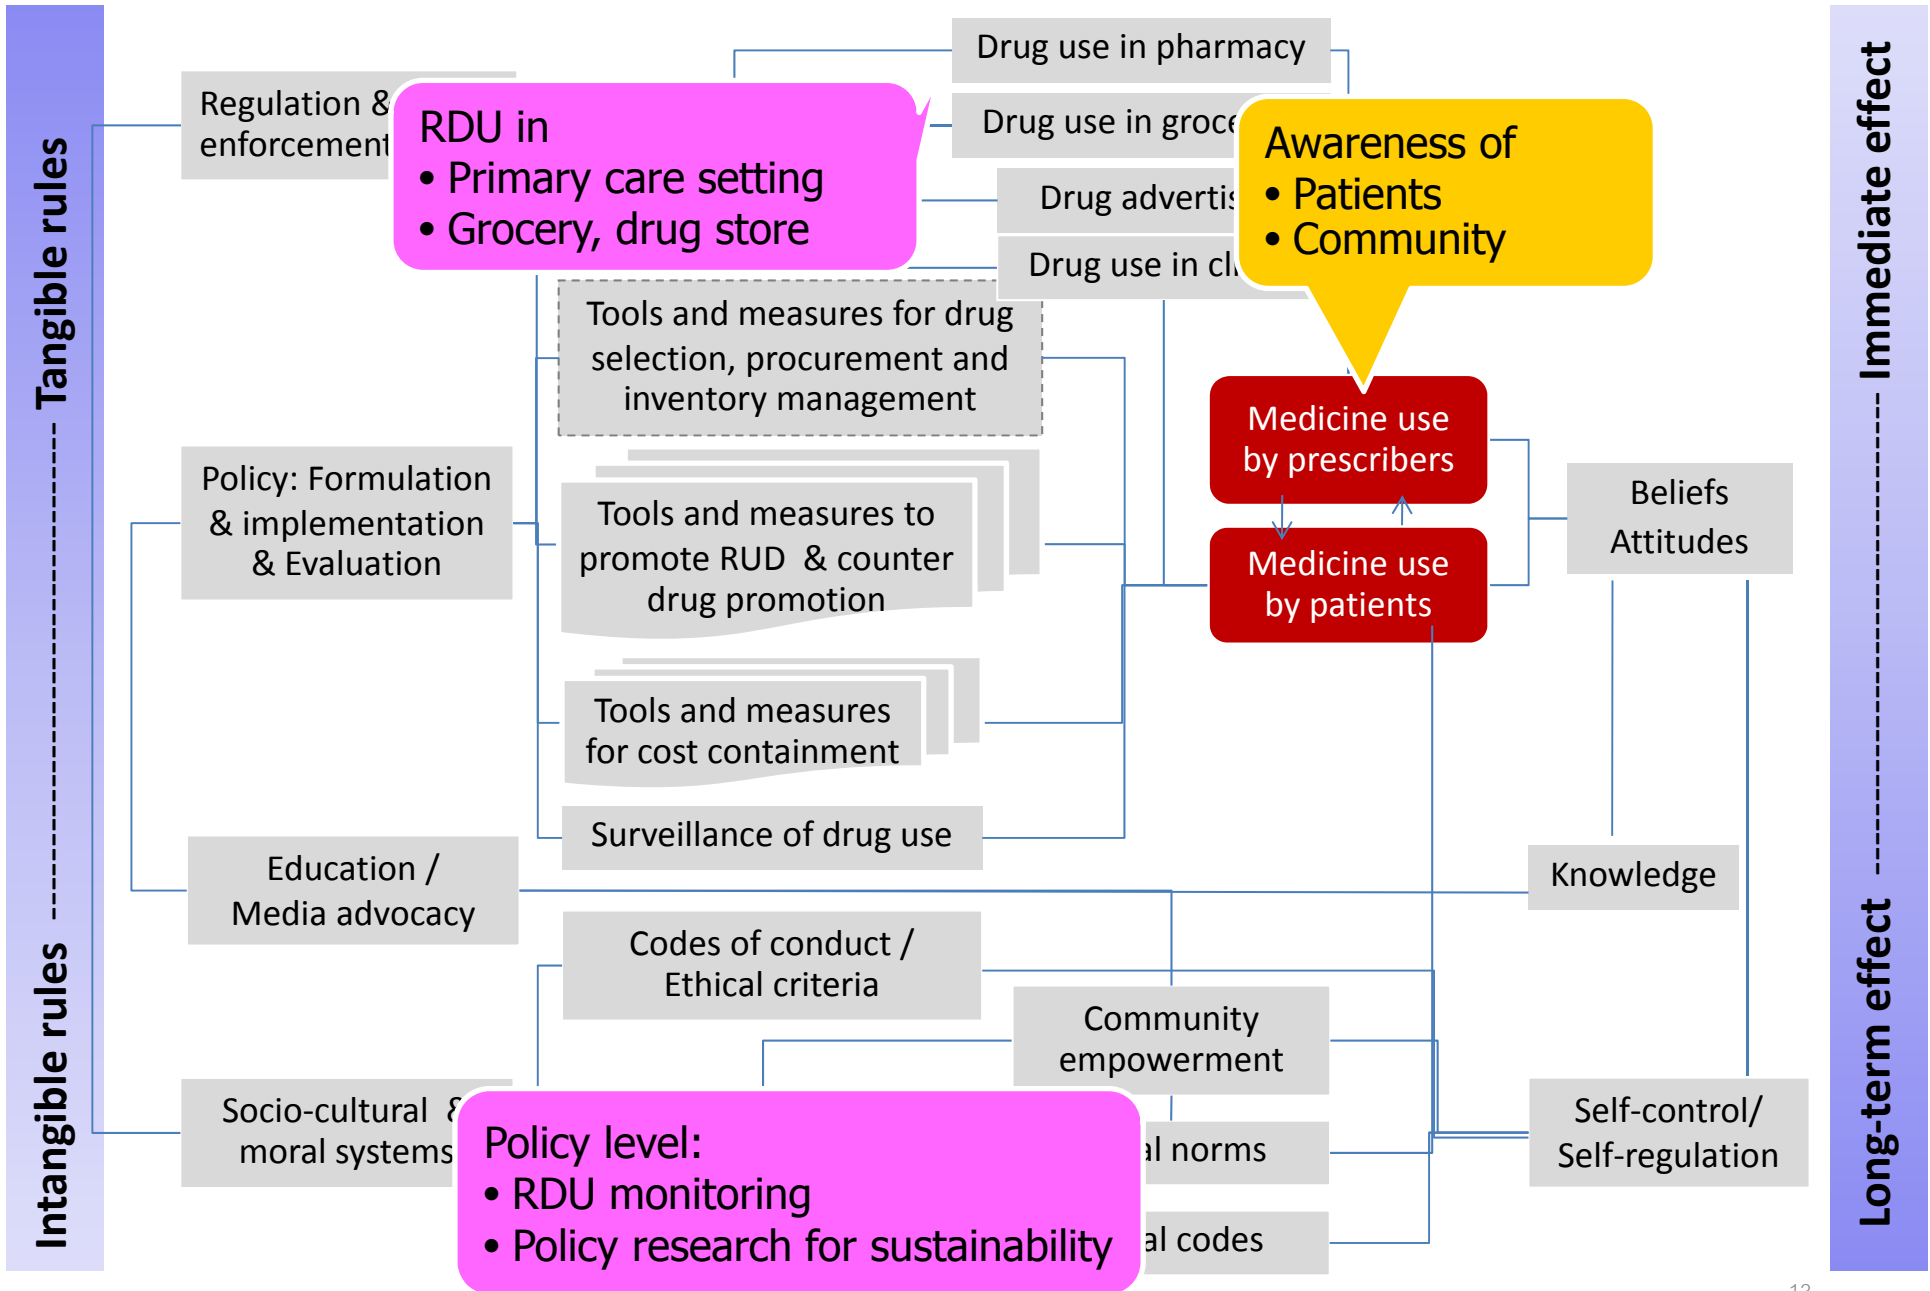 Tangible rules
Intangible rules
Regulation &
enforcement
RDU in
• Primary care setting
• Grocery, drug store
Drug use in pharmacy
Drug use in
Drug
Drug use in
Awareness of
• Patients
• Community
Tools and measures for drug
selection, procurement and
inventory management
Policy: Formulation
& implementation
& Evaluation
Tools and measures to
promote RUD & counter
drug promotion
Tools and measures
for cost containment
Surveillance of drug use
Medicine use
by prescribers
Medicine use
by patients
Beliefs
Attitudes
Education /
Media advocacy
Knowledge
Codes of conduct /
Ethical criteria
Community
empowerment
Socio-cultural &
moral systems
Policy level:
• RDU monitoring
• Policy research for sustainability
norms
codes
Self-control/
Self-regulation
Immediate effect
Long-term effect